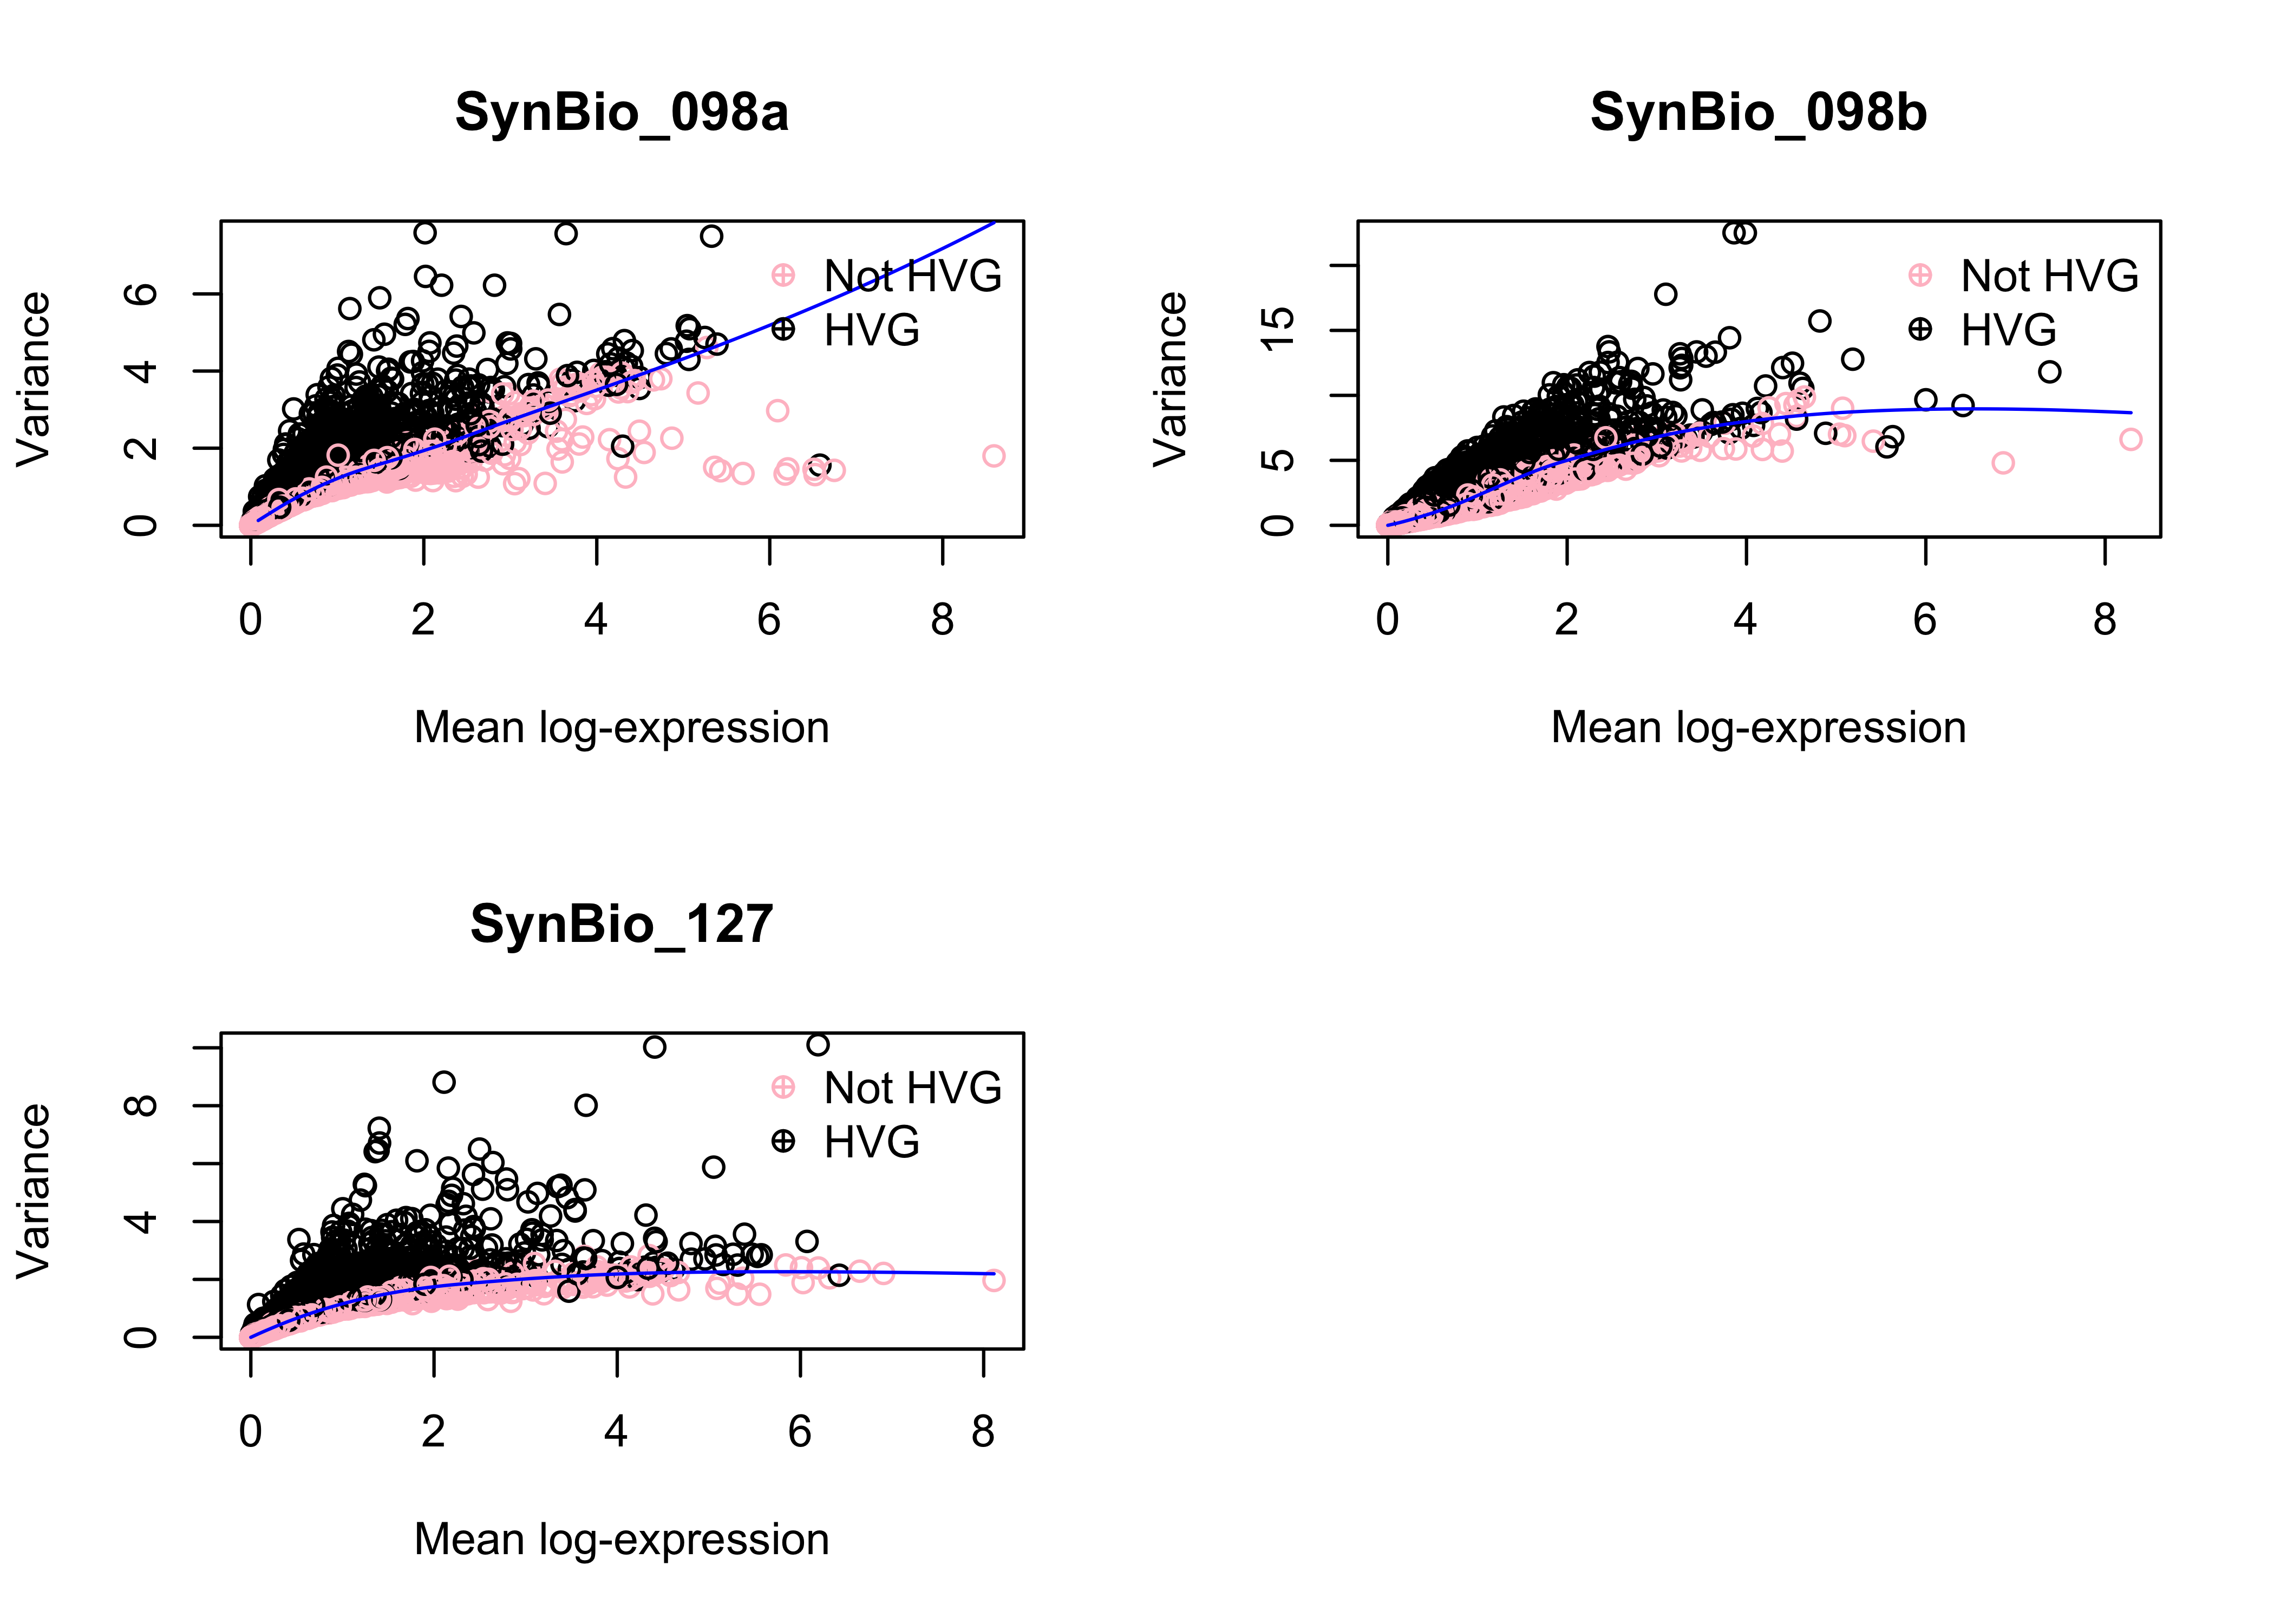 SynBio_098a
Variance
6
4
2
0
Not HVG
HVG
0 2 4 6 8
Mean log-expression
SynBio_098b
Variance
15
5
0
Not HVG
HVG
0 2 4 6 8
Mean log-expression
SynBio_127
Variance
8
4
0
Not HVG
HVG
0 2 4 6 8
Mean log-expression